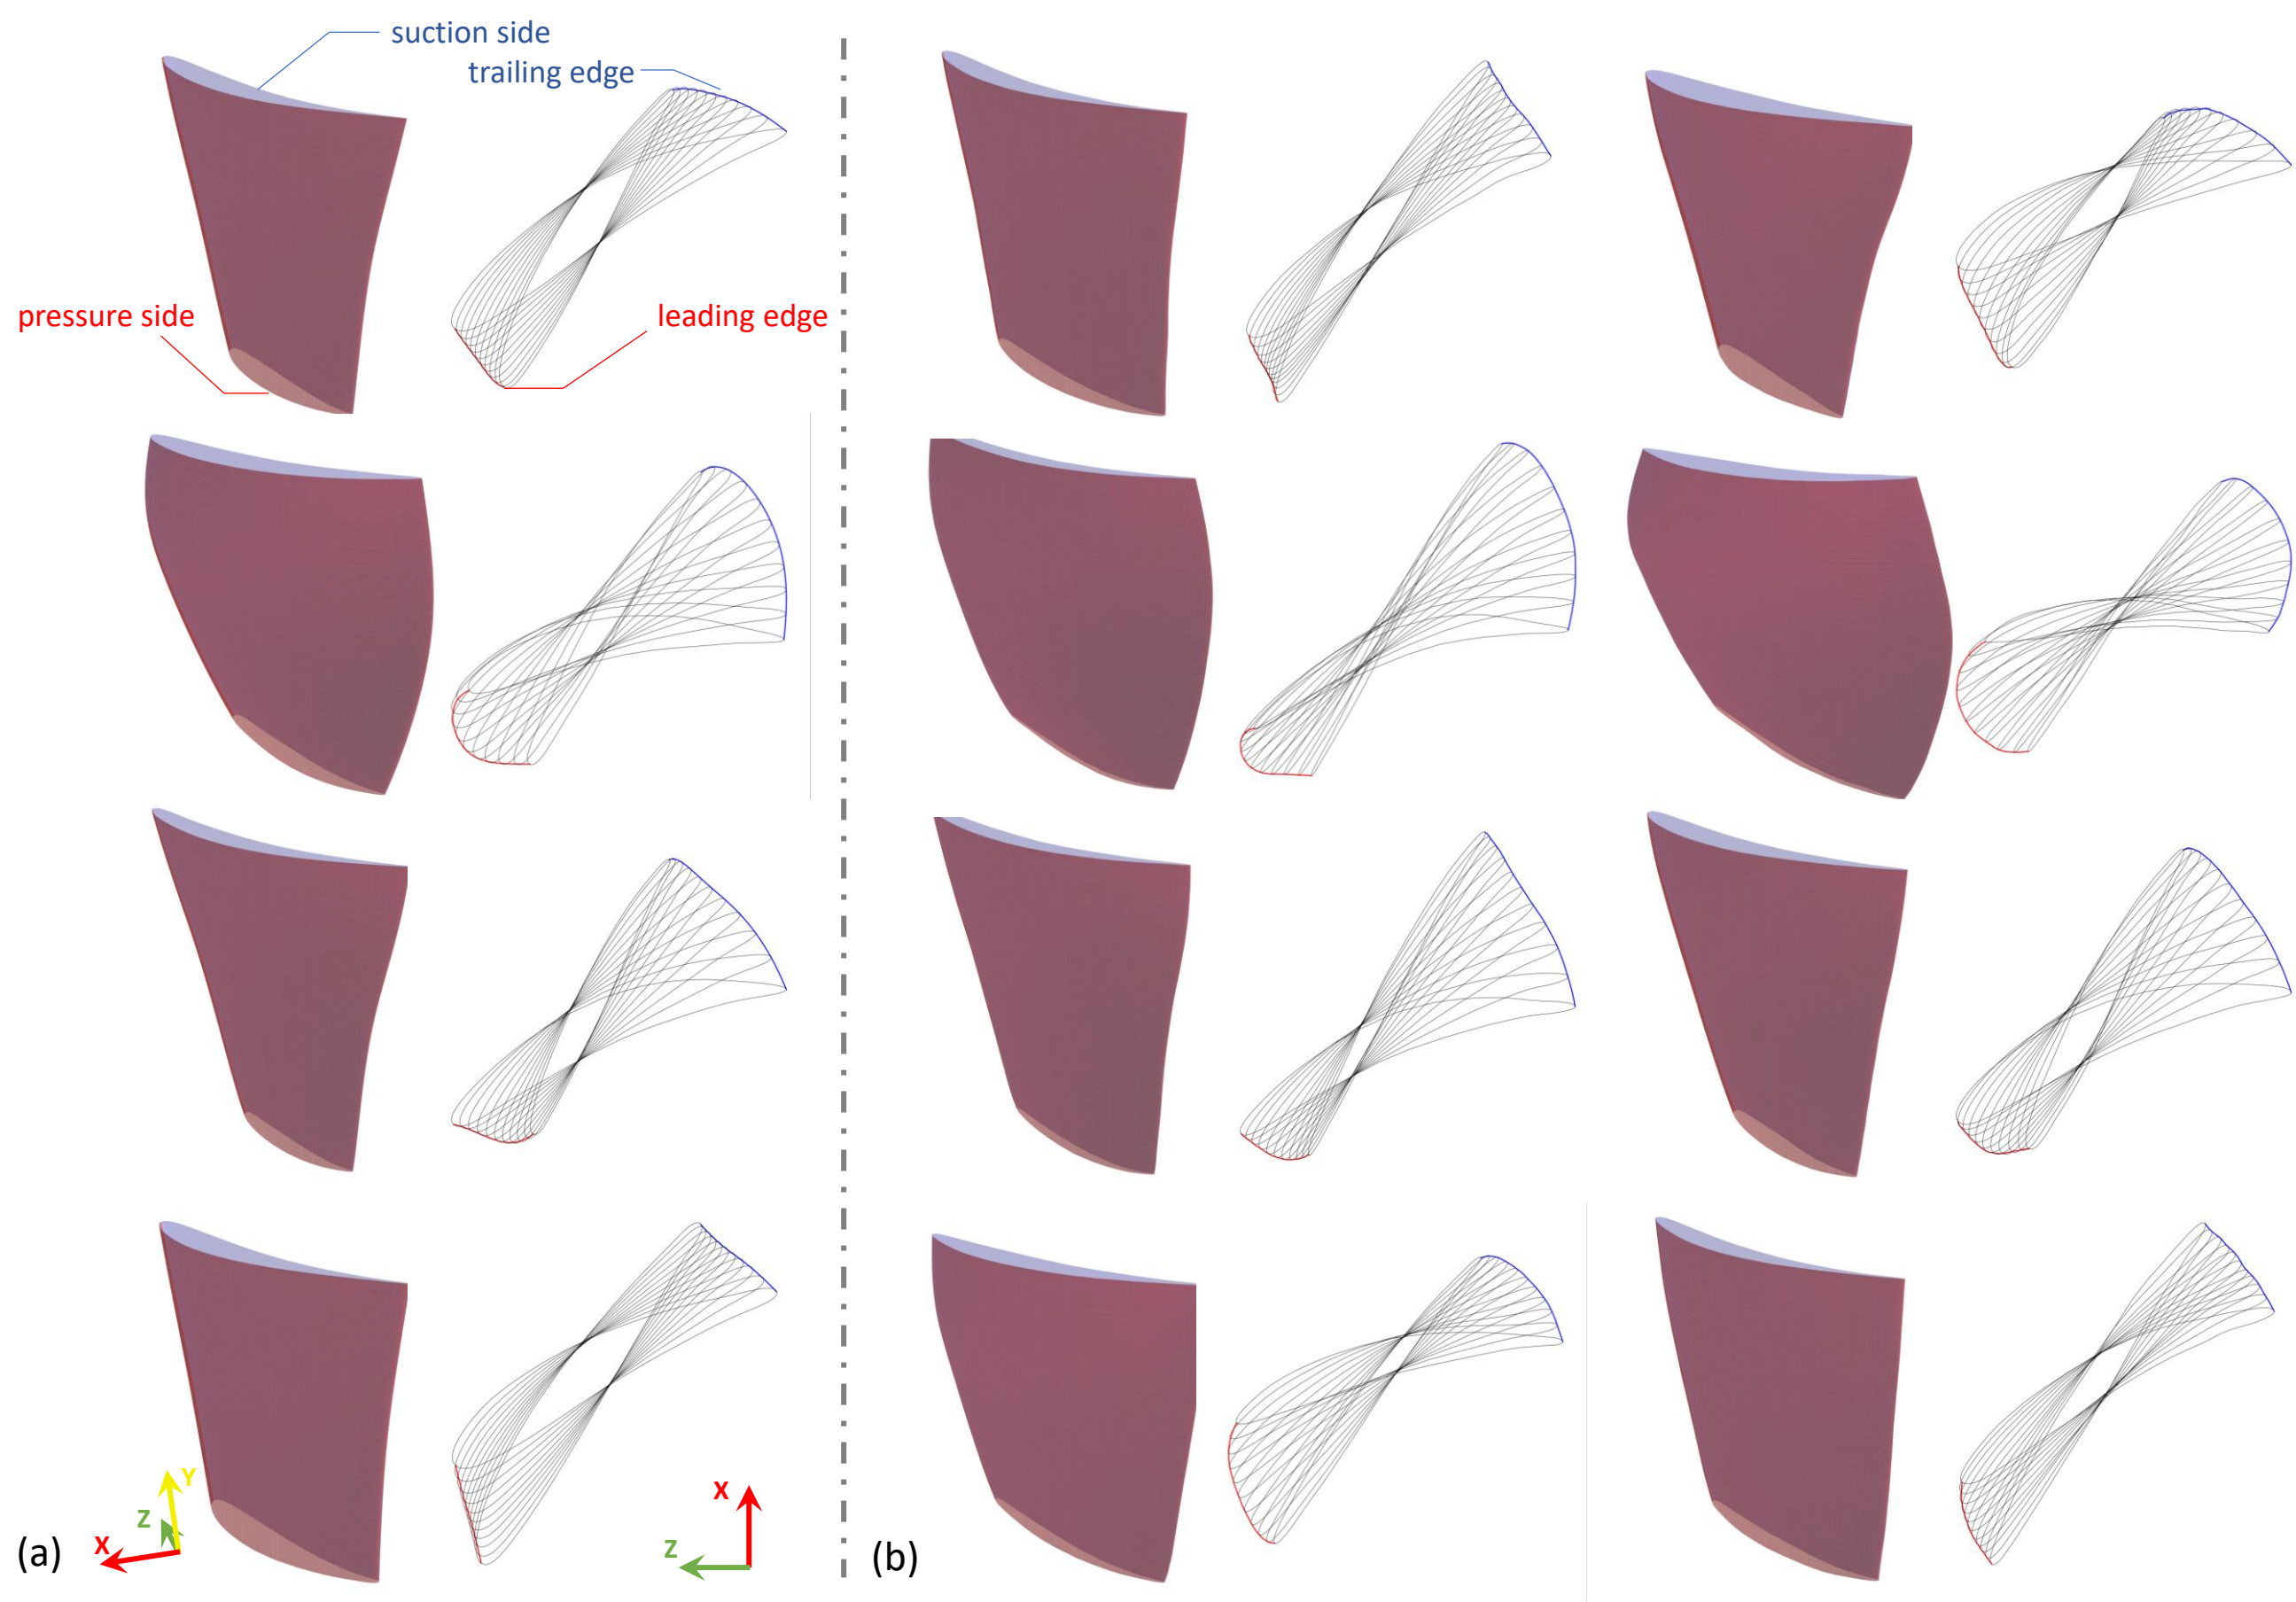 suction side
trailing edge
pressure side
leading edge
Y
Z
X
X
Z
(a)
(b)